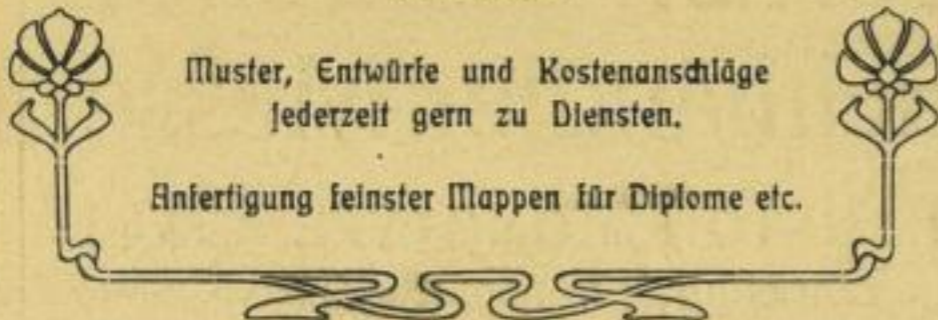 Muster, Entwürfe und Kostenanschläge
jederzeit gern zu Diensten.
Anfertigung feinster Mappen für Diplome etc.